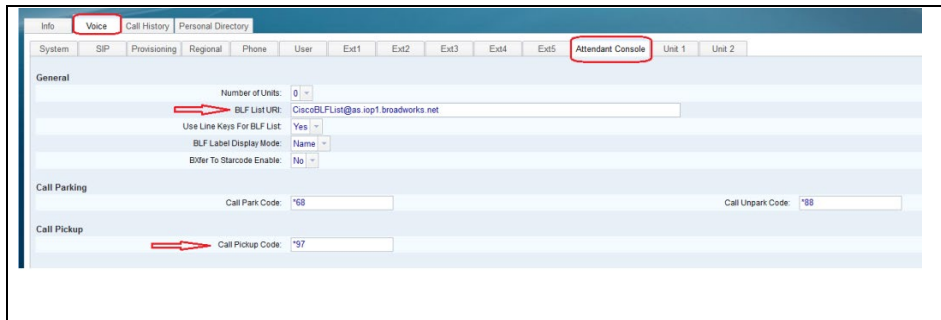 Info Voice Call History Personal Directory
System SIP Provisioning Regional Phone User Ext1 Ext2 Ext3 Ext4 Ext5 Attendant Console Unit 1 Unit 2
General
Number of Units: 0
BLF List URI: CiscoBLFList@as.iop1.broadworks.net
Use Line Keys For BLF List: Yes
BLF Label Display Mode: Name
BXfer To Starcode Enable: No
Call Parking
Call Park Code: *68 Call Unpark Code: *88
Call Pickup
Call Pickup Code: *97